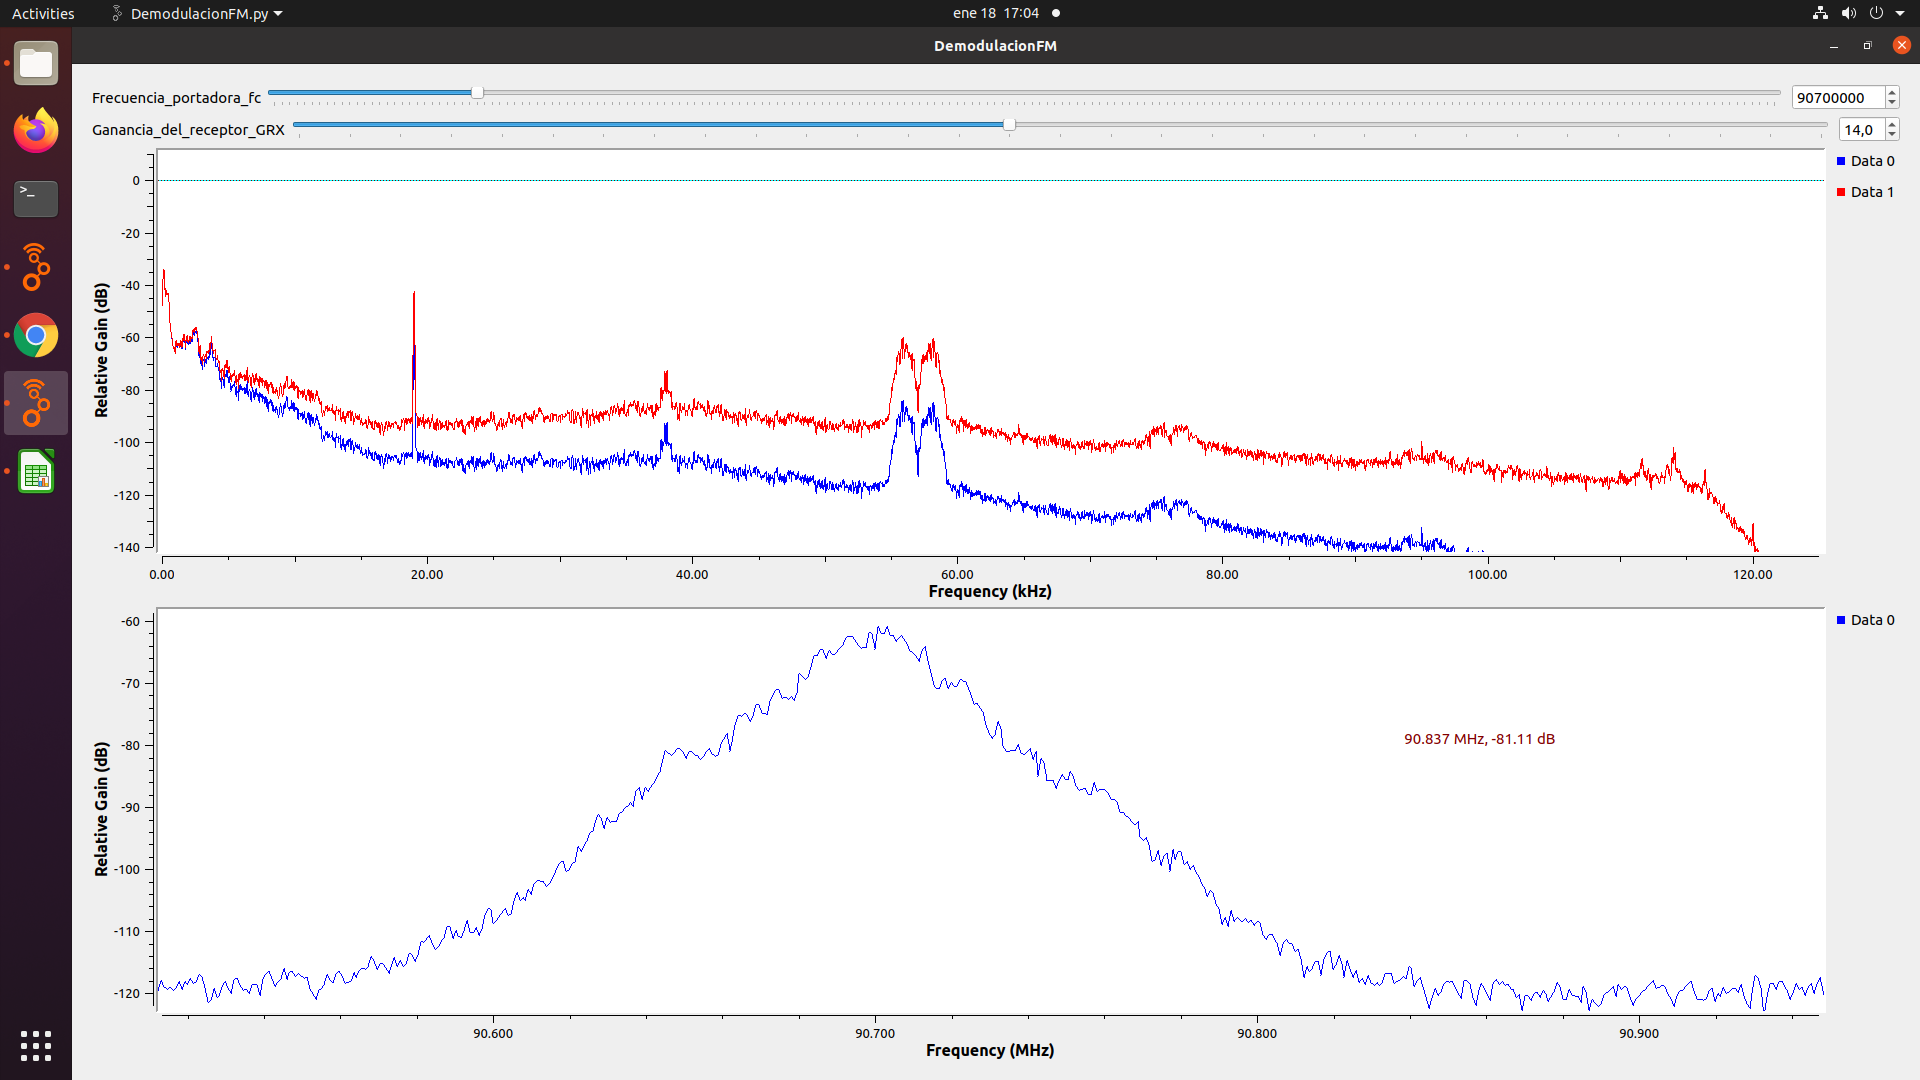 Activities
DemodulacionFM.py
ene 18 17:04
DemodulacionFM
Frecuencia_portadora_fc
90700000
Ganancia_del_receptor_GRX
14,0
Data 0
Data 1
Relative Gain (dB)
0
-20
-40
-60
-80
-100
-120
-140
0.00
20.00
40.00
60.00
80.00
100.00
120.00
Frequency (kHz)
Data 0
Relative Gain (dB)
-60
-70
-80
-90
-100
-110
-120
90.837 MHz, -81.11 dB
90.600
90.700
90.800
90.900
Frequency (MHz)